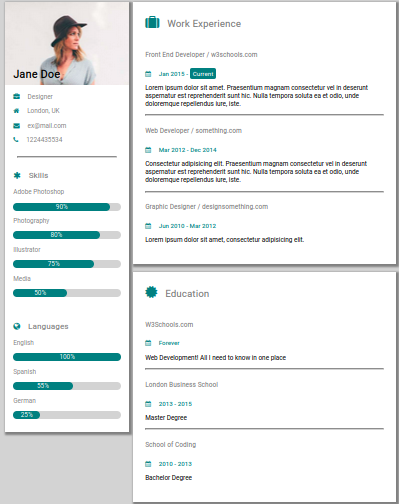 Jane Doe
Designer
London, UK
ex@mail.com
1224435534
Skills
Adobe Photoshop
90%
Photography
80%
Illustrator
75%
Media
50%
Languages
English
100%
Spanish
55%
German
25%
Work Experience
Front End Developer / w3schools.com
Jan 2015 - Current
Lorem ipsum dolor sit amet. Praesentium magnam consectetur vel in deserunt
aspernatur est reprehenderit sunt hic. Nulla tempora soluta ea et odio, unde
doloremque repellendus iure, iste.
Web Developer / something.com
Mar 2012 - Dec 2014
Consectetur adipisicing elit. Praesentium magnam consectetur vel in deserunt
aspernatur est reprehenderit sunt hic. Nulla tempora soluta ea et odio, unde
doloremque repellendus iure, iste.
Graphic Designer / designsomething.com
Jun 2010 - Mar 2012
Lorem ipsum dolor sit amet, consectetur adipisicing elit.
Education
W3Schools.com
Forever
Web Development! All I need to know in one place
London Business School
2013 - 2015
Master Degree
School of Coding
2010 - 2013
Bachelor Degree